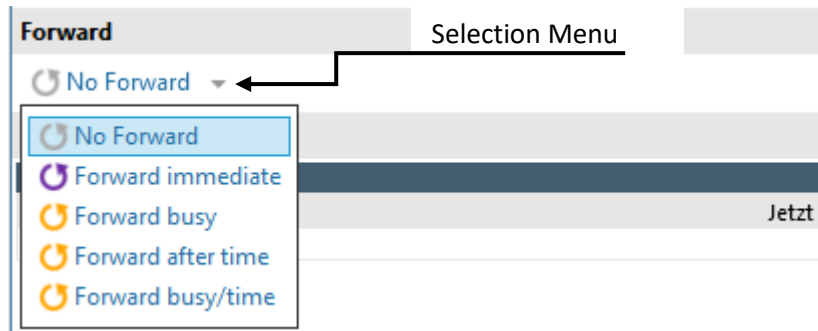 Forward
Selection Menu
No Forward
No Forward
Forward immediate
Forward busy
Jetzt
Forward after time
Forward busy/time